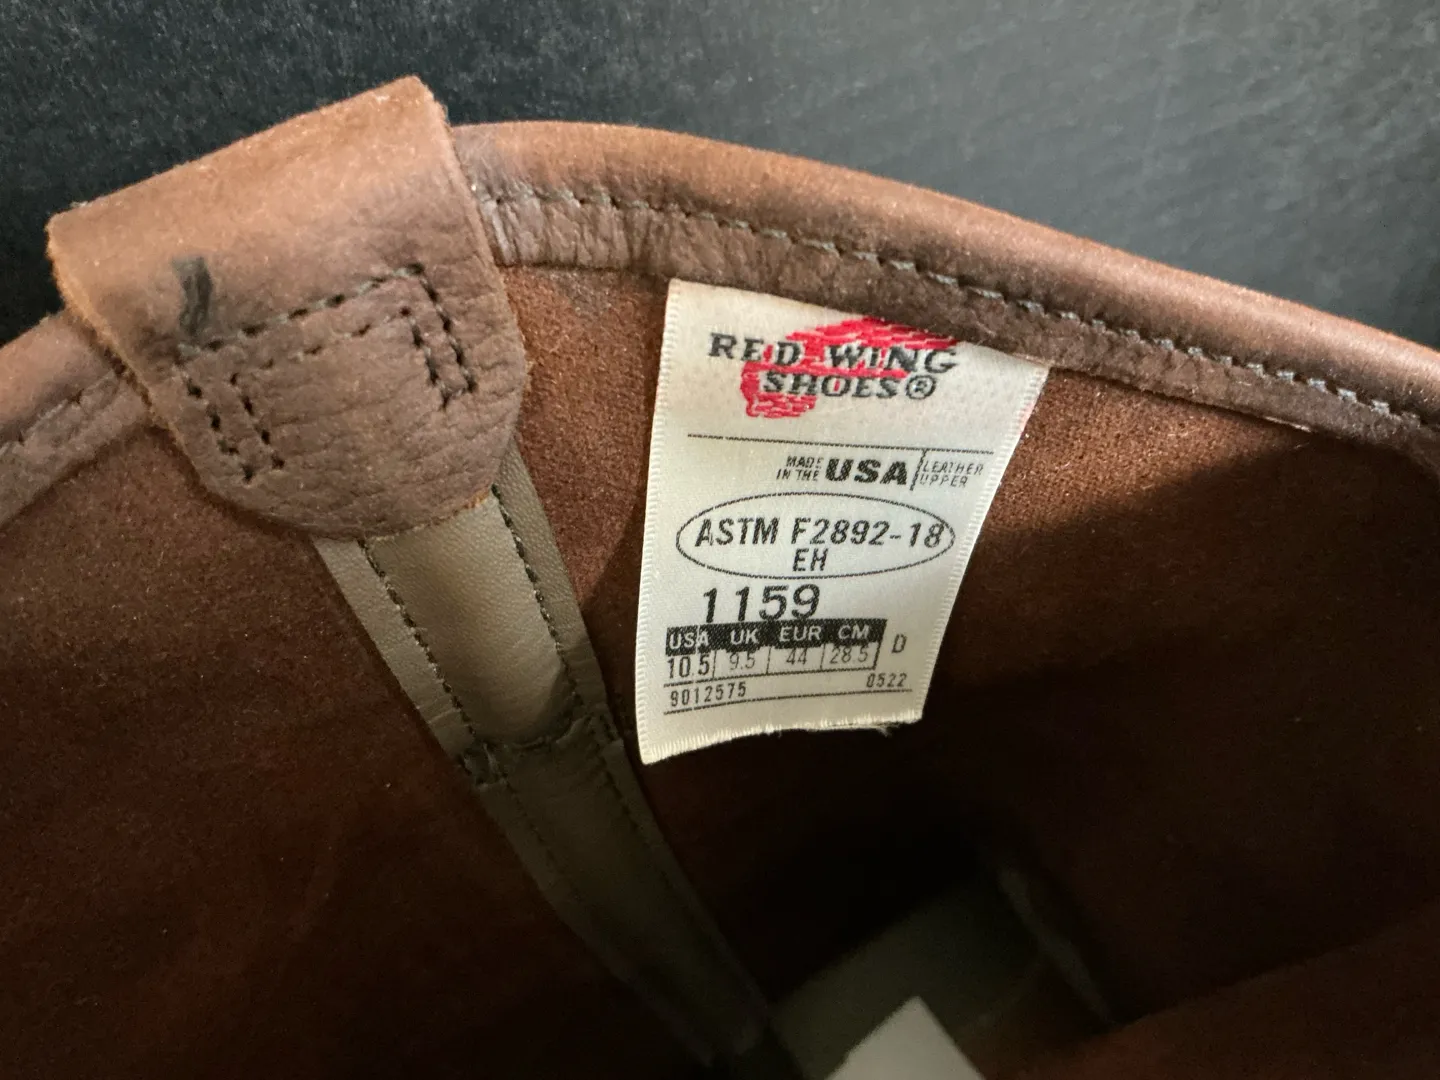 RED WING
SHOES®
MADE IN THE USA LEATHER UPPER
ASTM F2892-18
EH
1159
USA UK EUR CM D
10.5 9.5 44 28.5
9012575 0522